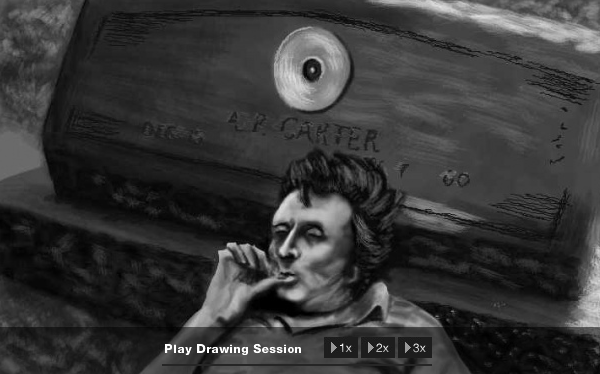 A.P. CARTER
Play Drawing Session 1x 2x 3x